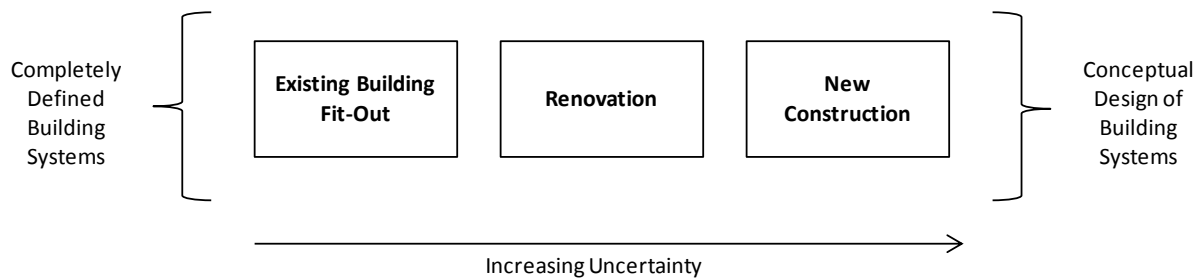 Completely
Defined
Building
Systems
Existing Building
Fit-Out
Renovation
New
Construction
Conceptual
Design of
Building
Systems
Increasing Uncertainty